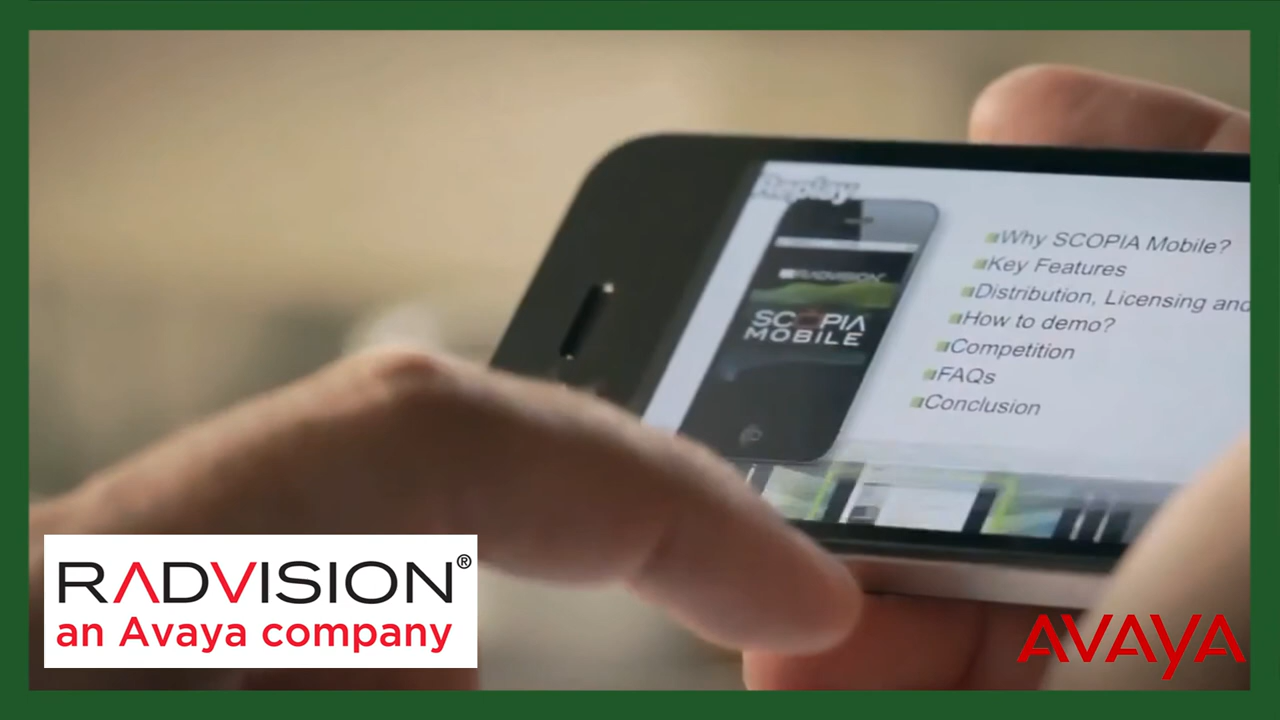 Replay
RADVISION
SCOPIA
MOBILE
Why SCOPIA Mobile?
Key Features
Distribution, Licensing and
How to demo?
Competition
FAQs
Conclusion
RADVISION®
an Avaya company
AVAYA